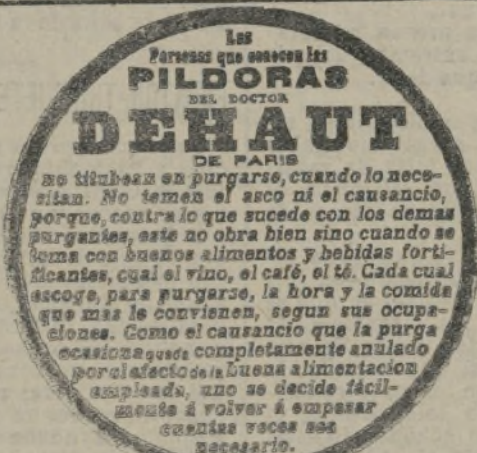 Las
Personas que conocen las
PILDORAS
DEL DOCTOR
DEHAUT
DE PARIS
no titubean en purgarse, cuando lo nece-
sitan. No temen el asco ni el causancio,
porque, contra lo que sucede con los demas
purgantes, este no obra bien sino cuando se
toma con buenos alimentos y bebidas forti-
ficantes, cual el vino, el café, el té. Cada cual
escoge, para purgarse, la hora y la comida
que mas le convienen, segun sus ocupa-
ciones. Como el causancio que la purga
ocasiona queda completamente anulado
por el efecto de la buena alimentacion
empleada, uno se decide fácil-
mente á volver á empezar
cuantas veces sea
necesario.